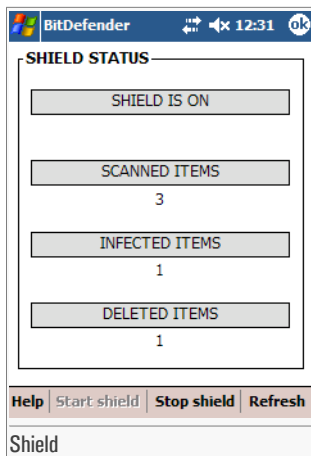 BitDefender 12:31 ok
SHIELD STATUS
SHIELD IS ON
SCANNED ITEMS
3
INFECTED ITEMS
1
DELETED ITEMS
1
Help Start shield Stop shield Refresh
Shield